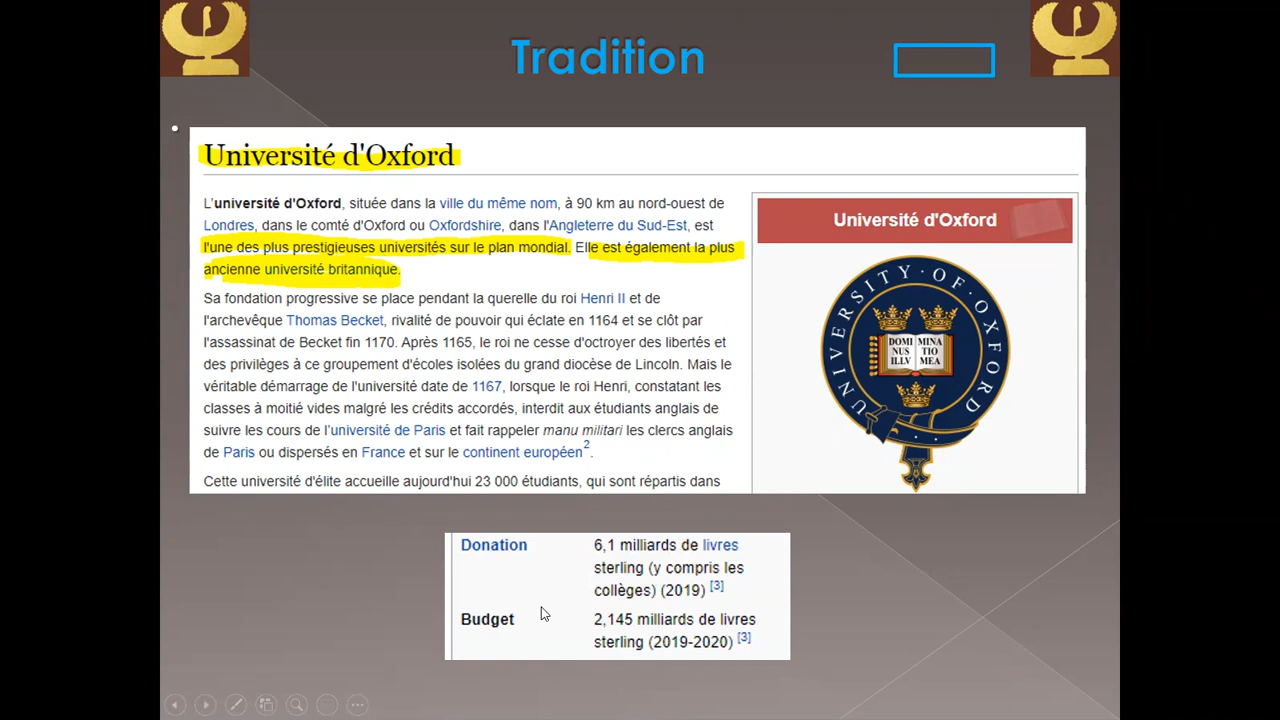 Tradition
Université d'Oxford
L'université d'Oxford, située dans la ville du même nom, à 90 km au nord-ouest de
Londres, dans le comté d'Oxford ou Oxfordshire, dans l'Angleterre du Sud-Est, est
l'une des plus prestigieuses universités sur le plan mondial. Elle est également la plus
ancienne université britannique.
Sa fondation progressive se place pendant la querelle du roi Henri II et de
l'archevêque Thomas Becket, rivalité de pouvoir qui éclate en 1164 et se clôt par
l'assassinat de Becket fin 1170. Après 1165, le roi ne cesse d'octroyer des libertés et
des privilèges à ce groupement d'écoles isolées du grand diocèse de Lincoln. Mais le
véritable démarrage de l'université date de 1167, lorsque le roi Henri, constatant les
classes à moitié vides malgré les crédits accordés, interdit aux étudiants anglais de
suivre les cours de l'université de Paris et fait rappeler manu militari les clercs anglais
de Paris ou dispersés en France et sur le continent européen2.
Cette université d'élite accueille aujourd'hui 23 000 étudiants, qui sont répartis dans
Université d'Oxford
UNIVERSITY·OF·OXFORD
DOMI MINA
NUS TIO
ILLV MEA
Donation 6,1 milliards de livres
sterling (y compris les
collèges) (2019) [3]
Budget 2,145 milliards de livres
sterling (2019-2020) [3]